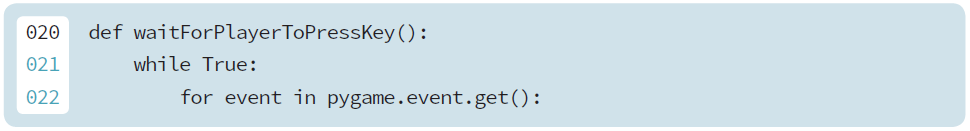 020 def waitForPlayerToPressKey():
021     while True:
022         for event in pygame.event.get():